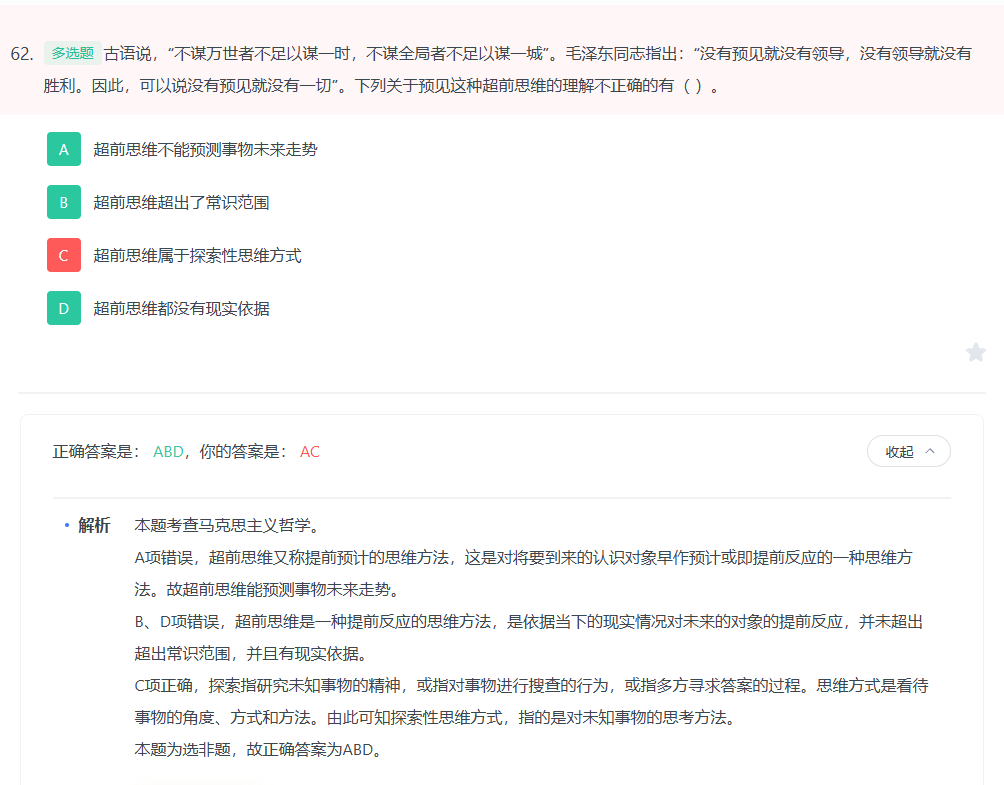 62. 多选题 古语说，“不谋万世者不足以谋一时，不谋全局者不足以谋一城”。毛泽东同志指出：“没有预见就没有领导，没有领导就没有
胜利。因此，可以说没有预见就没有一切”。下列关于预见这种超前思维的理解不正确的有（ ）。
A 超前思维不能预测事物未来走势
B 超前思维超出了常识范围
C 超前思维属于探索性思维方式
D 超前思维都没有现实依据
正确答案是： ABD，你的答案是： AC
收起
解析 本题考查马克思主义哲学。
A项错误，超前思维又称提前预计的思维方法，这是对将要到来的认识对象早作预计或即提前反应的一种思维方
法。故超前思维能预测事物未来走势。
B、D项错误，超前思维是一种提前反应的思维方法，是依据当下的现实情况对未来的对象的提前反应，并未超出
超出常识范围，并且有现实依据。
C项正确，探索指研究未知事物的精神，或指对事物进行搜查的行为，或指多方寻求答案的过程。思维方式是看待
事物的角度、方式和方法。由此可知探索性思维方式，指的是对未知事物的思考方法。
本题为选非题，故正确答案为ABD。